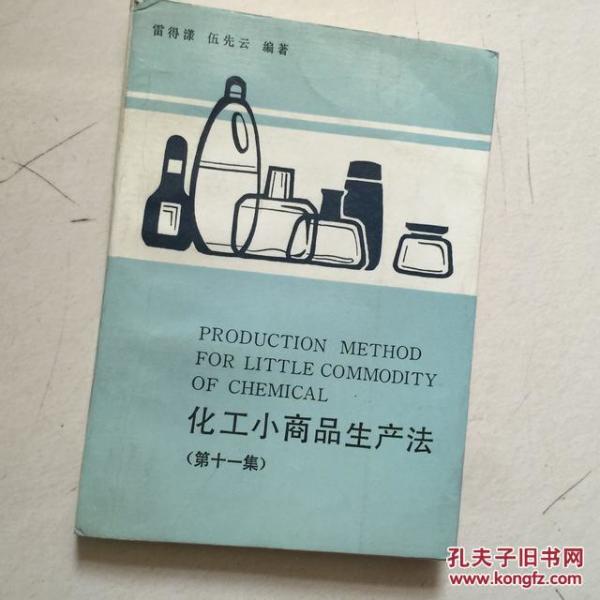 雷得漾 伍先云 编著
PRODUCTION METHOD
FOR LITTLE COMMODITY
OF CHEMICAL
化工小商品生产法
(第十一集)
孔夫子旧书网
www.kongfz.com